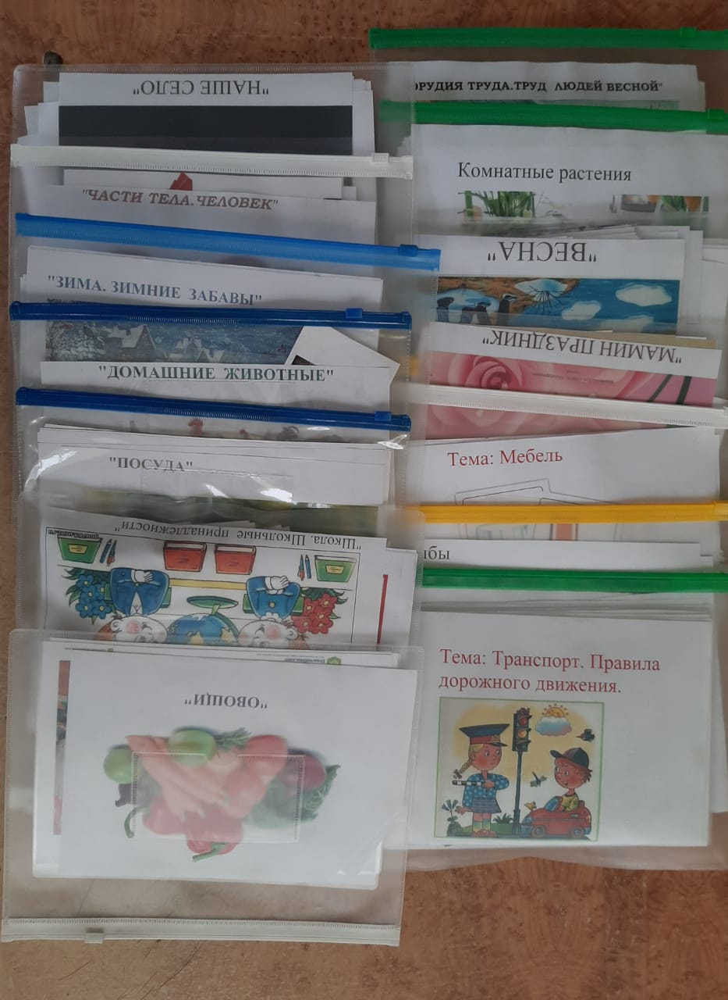 "НАШЕ СЕЛО"
"ЧАСТИ ТЕЛА. ЧЕЛОВЕК"
"ЗИМА. ЗИМНИЕ ЗАБАВЫ"
"ДОМАШНИЕ ЖИВОТНЫЕ"
"ПОСУДА"
"Школа. Школьные принадлежности"
"ОВОЩИ"
ОРУДИЯ ТРУДА.ТРУД ЛЮДЕЙ ВЕСНОЙ"
Комнатные растения
"ВЕСНА"
"МАМИН ПРАЗДНИК"
Тема: Мебель
бы
Тема: Транспорт. Правила
дорожного движения.